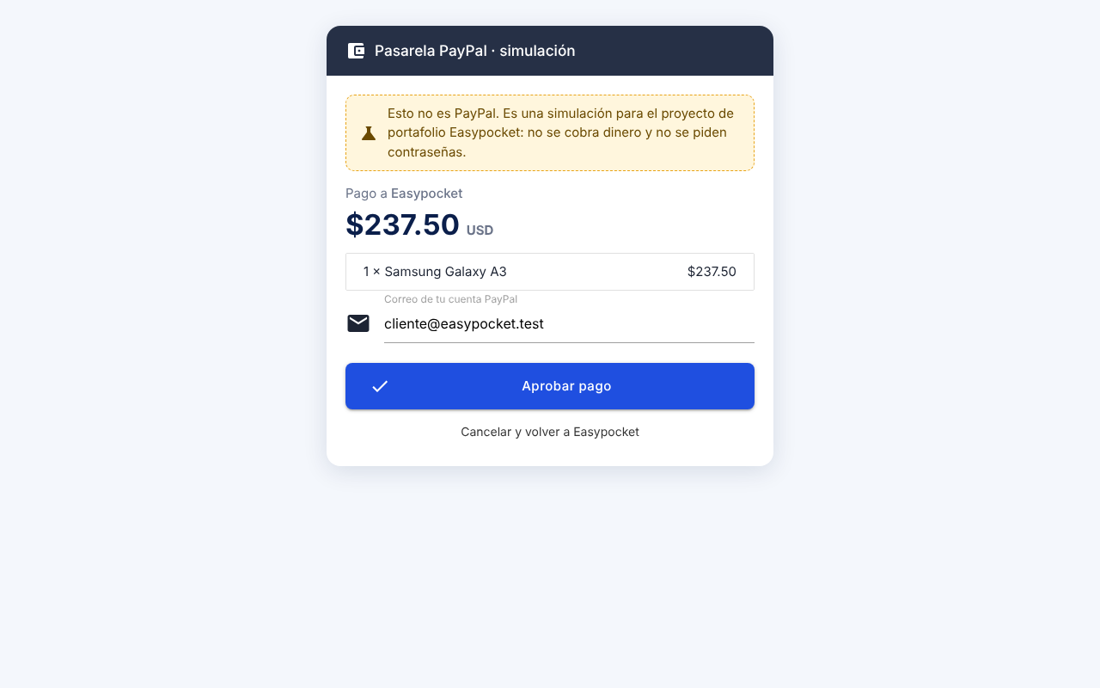 Pasarela PayPal · simulación
Esto no es PayPal. Es una simulación para el proyecto de
portafolio Easypocket: no se cobra dinero y no se piden
contraseñas.
Pago a Easypocket
$237.50 USD
1 × Samsung Galaxy A3 $237.50
Correo de tu cuenta PayPal
cliente@easypocket.test
Aprobar pago
Cancelar y volver a Easypocket